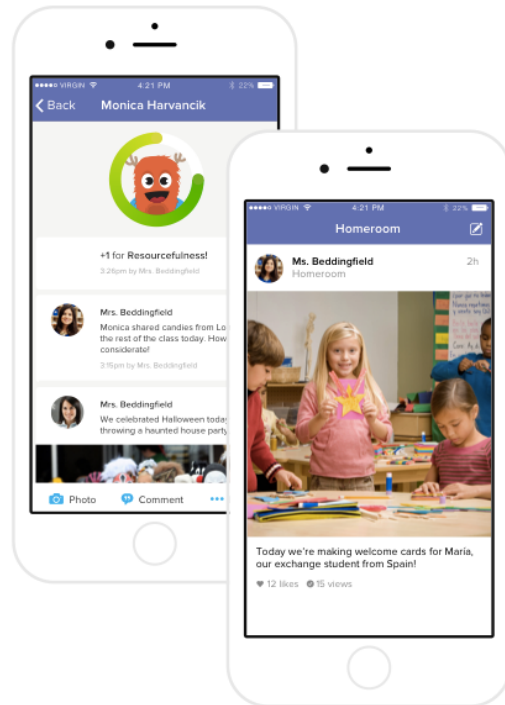 VIRGIN
4:21 PM
22%
Back
Monica Harvancik
+1 for Resourcefulness!
3:26pm by Mrs. Beddingfield
Mrs. Beddingfield
Monica shared candies from Lo
the rest of the class today. How
considerate!
3:15pm by Mrs. Beddingfield
Mrs. Beddingfield
We celebrated Halloween today
throwing a haunted house party
Photo
Comment
VIRGIN
4:21 PM
22%
Homeroom
Ms. Beddingfield
2h
Homeroom
Today we're making welcome cards for María,
our exchange student from Spain!
12 likes
15 views